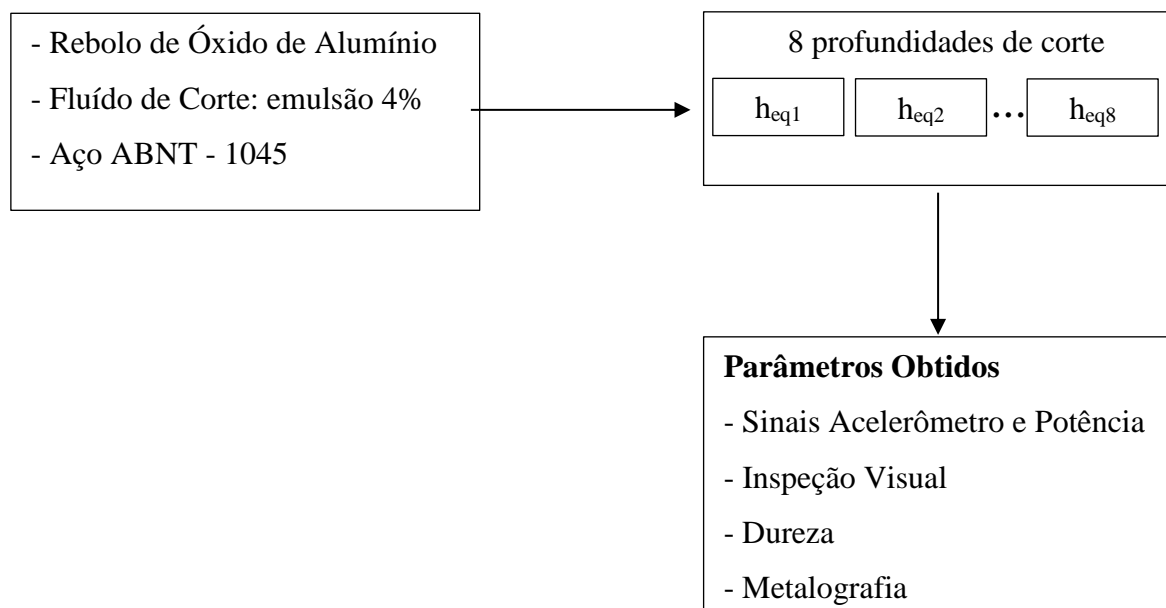 - Rebolo de Óxido de Alumínio
- Fluído de Corte: emulsão 4%
- Aço ABNT - 1045
8 profundidades de corte
heq1 heq2 ... heq8
Parâmetros Obtidos
- Sinais Acelerômetro e Potência
- Inspeção Visual
- Dureza
- Metalografia